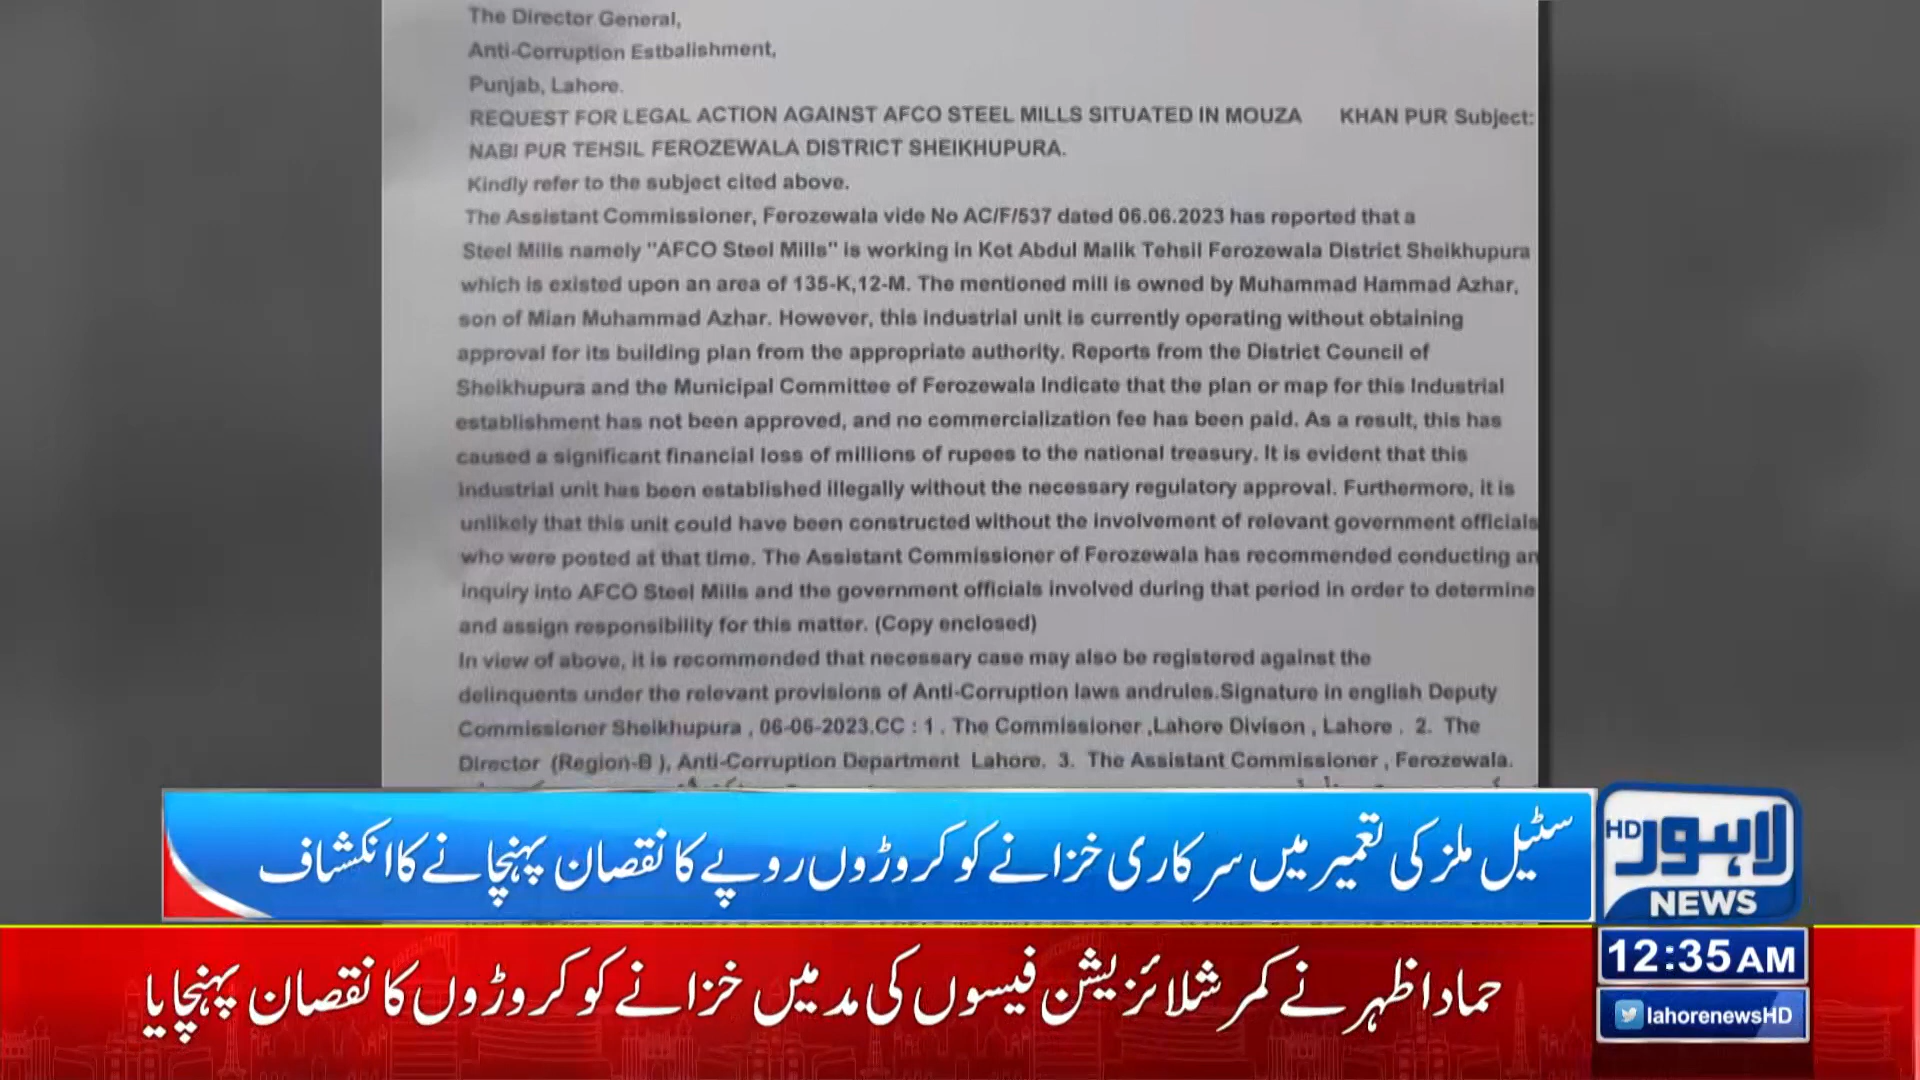 The Director General,
Anti-Corruption Estbalishment,
Punjab, Lahore.
REQUEST FOR LEGAL ACTION AGAINST AFCO STEEL MILLS SITUATED IN MOUZA KHAN PUR Subject:
NABI PUR TEHSIL FEROZEWALA DISTRICT SHEIKHUPURA.
Kindly refer to the subject cited above.
The Assistant Commissioner, Ferozewala vide No AC/F/537 dated 06.06.2023 has reported that a
Steel Mills namely "AFCO Steel Mills" is working in Kot Abdul Malik Tehsil Ferozewala District Sheikhupura
which is existed upon an area of 135-K,12-M. The mentioned mill is owned by Muhammad Hammad Azhar,
son of Mian Muhammad Azhar. However, this industrial unit is currently operating without obtaining
approval for its building plan from the appropriate authority. Reports from the District Council of
Sheikhupura and the Municipal Committee of Ferozewala Indicate that the plan or map for this Industrial
establishment has not been approved, and no commercialization fee has been paid. As a result, this has
caused a significant financial loss of millions of rupees to the national treasury. It is evident that this
Industrial unit has been established illegally without the necessary regulatory approval. Furthermore, it is
unlikely that this unit could have been constructed without the involvement of relevant government officials
who were posted at that time. The Assistant Commissioner of Ferozewala has recommended conducting an
inquiry into AFCO Steel Mills and the government officials involved during that period in order to determine
and assign responsibility for this matter. (Copy enclosed)
In view of above, it is recommended that necessary case may also be registered against the
delinquents under the relevant provisions of Anti-Corruption laws andrules.Signature in english Deputy
Commissioner Sheikhupura , 06-06-2023.CC : 1 . The Commissioner ,Lahore Divison , Lahore . 2. The
Director (Region-B ), Anti-Corruption Department Lahore. 3. The Assistant Commissioner , Ferozewala.
سٹیل ملز کی تعمیر میں سرکاری خزانے کو کروڑوں روپے کا نقصان پہنچانے کا انکشاف
لاہور HD
NEWS
حماد اظہر نے کمرشلائزیشن فیسوں کی مد میں خزانے کو کروڑوں کا نقصان پہنچایا
12:35 AM
lahorenewsHD